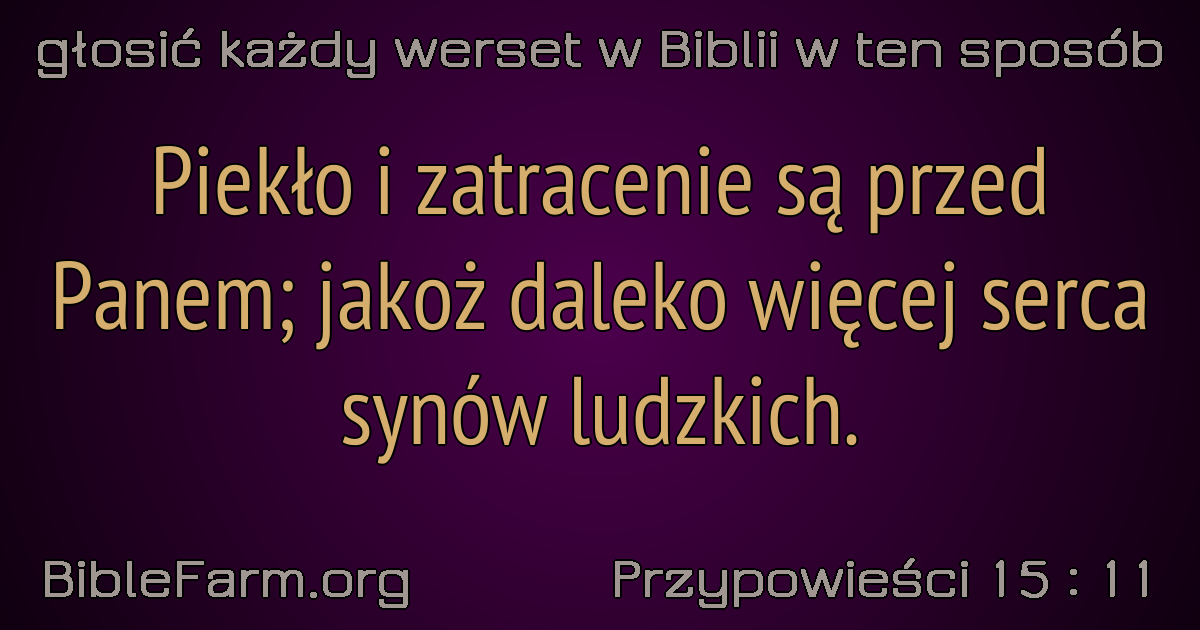 głosić każdy werset w Biblii w ten sposób
Piekło i zatracenie są przed
Panem; jakoż daleko więcej serca
synów ludzkich.
BibleFarm.org
Przypowieści 15 : 11